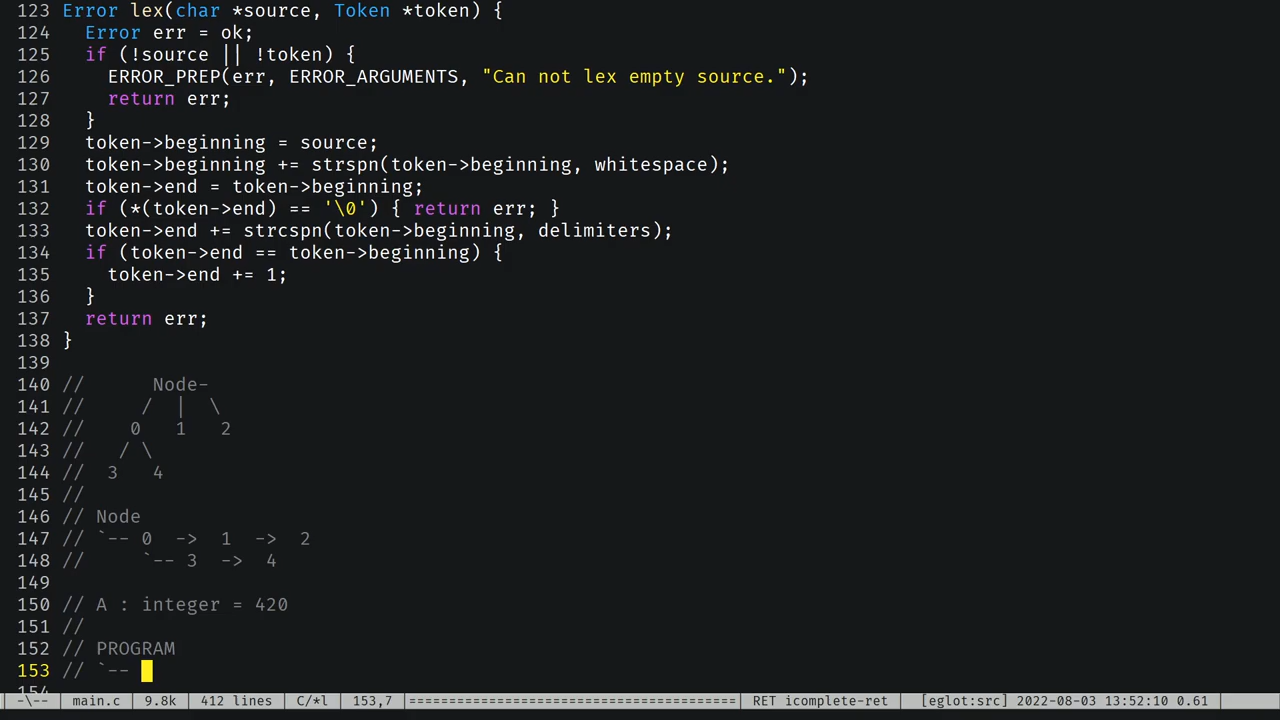 123 Error lex(char *source, Token *token) {
124   Error err = ok;
125   if (!source || !token) {
126     ERROR_PREP(err, ERROR_ARGUMENTS, "Can not lex empty source.");
127     return err;
128   }
129   token->beginning = source;
130   token->beginning += strspn(token->beginning, whitespace);
131   token->end = token->beginning;
132   if (*(token->end) == '\0') { return err; }
133   token->end += strcspn(token->beginning, delimiters);
134   if (token->end == token->beginning) {
135     token->end += 1;
136   }
137   return err;
138 }
139
140 //      Node-
141 //     /  |  \
142 //    0   1   2
143 //   / \
144 //  3   4
145 //
146 // Node
147 // `-- 0  ->  1  ->  2
148 //     `-- 3  ->  4
149
150 // A : integer = 420
151 //
152 // PROGRAM
153 // `--
154
-\-- main.c 9.8k 412 lines C/*l 153,7 ============================= RET icomplete-ret [eglot:src] 2022-08-03 13:52:10 0.61